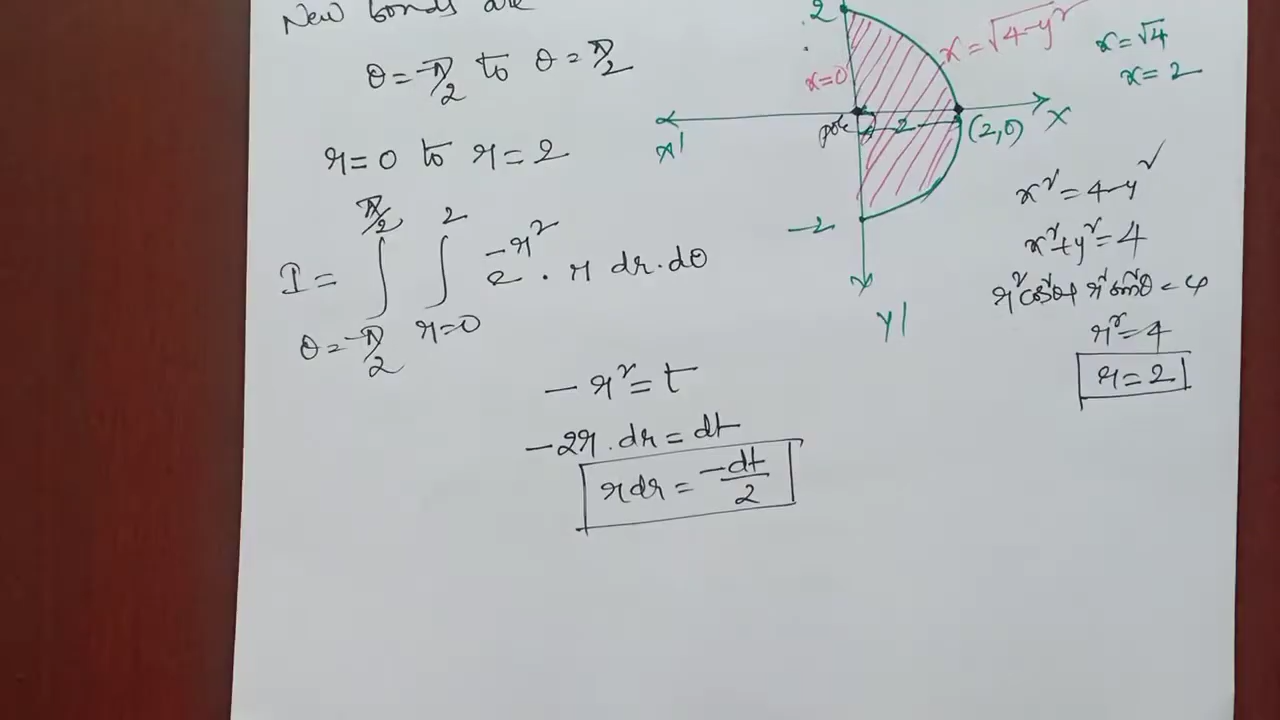 New bonds are
θ = -π/2 to θ = π/2
r = 0 to r = 2
I = ∫_{θ = -π/2}^{π/2} ∫_{r=0}^{2} e^{-r²} · r dr · dθ
-r² = t
-2r · dr = dt
r dr = -dt/2
2
x=0
x = √4-y²
pole
2
(2,0)
X
x|
-2
y|
x = √4
x = 2
x² = 4-y²
x²+y² = 4
r²cos²θ+ r²sin²θ = 4
r² = 4
r = 2